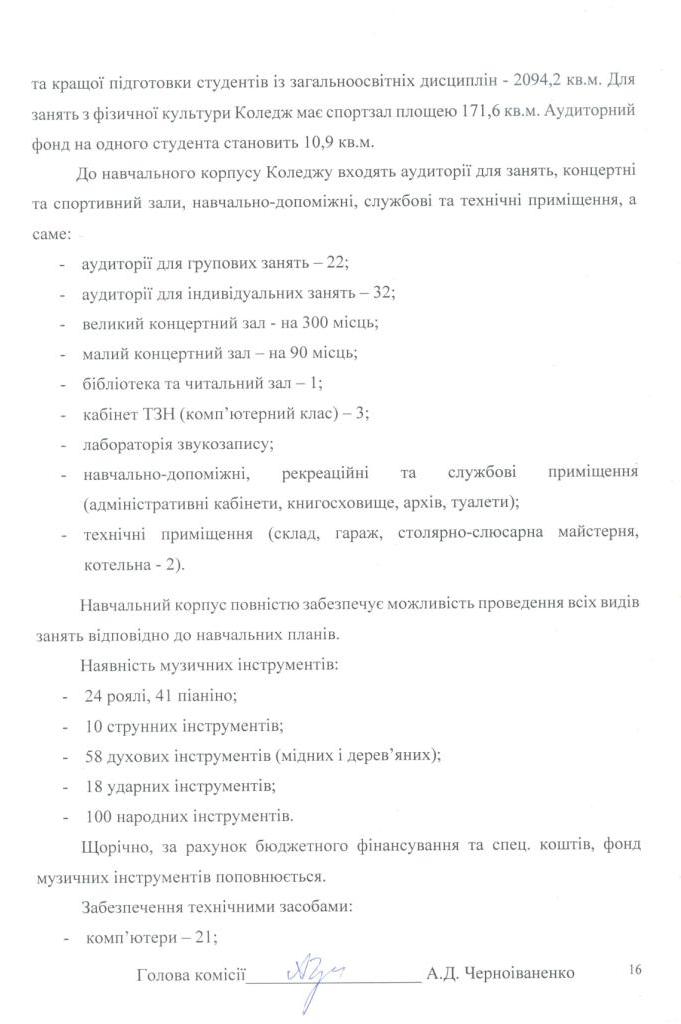 та кращої підготовки студентів із загальноосвітніх дисциплін - 2094,2 кв.м. Для
занять з фізичної культури Коледж має спортзал площею 171,6 кв.м. Аудиторний
фонд на одного студента становить 10,9 кв.м.
До навчального корпусу Коледжу входять аудиторії для занять, концертні
та спортивний зали, навчально-допоміжні, службові та технічні приміщення, а
саме:
- аудиторії для групових занять – 22;
- аудиторії для індивідуальних занять – 32;
- великий концертний зал - на 300 місць;
- малий концертний зал – на 90 місць;
- бібліотека та читальний зал – 1;
- кабінет ТЗН (комп’ютерний клас) – 3;
- лабораторія звукозапису;
- навчально-допоміжні, рекреаційні та службові приміщення
(адміністративні кабінети, книгосховище, архів, туалети);
- технічні приміщення (склад, гараж, столярно-слюсарна майстерня,
котельна - 2).
Навчальний корпус повністю забезпечує можливість проведення всіх видів
занять відповідно до навчальних планів.
Наявність музичних інструментів:
- 24 роялі, 41 піаніно;
- 10 струнних інструментів;
- 58 духових інструментів (мідних і дерев’яних);
- 18 ударних інструментів;
- 100 народних інструментів.
Щорічно, за рахунок бюджетного фінансування та спец. коштів, фонд
музичних інструментів поповнюється.
Забезпечення технічними засобами:
- комп’ютери – 21;
Голова комісії____________________ А.Д. Черноіваненко 16